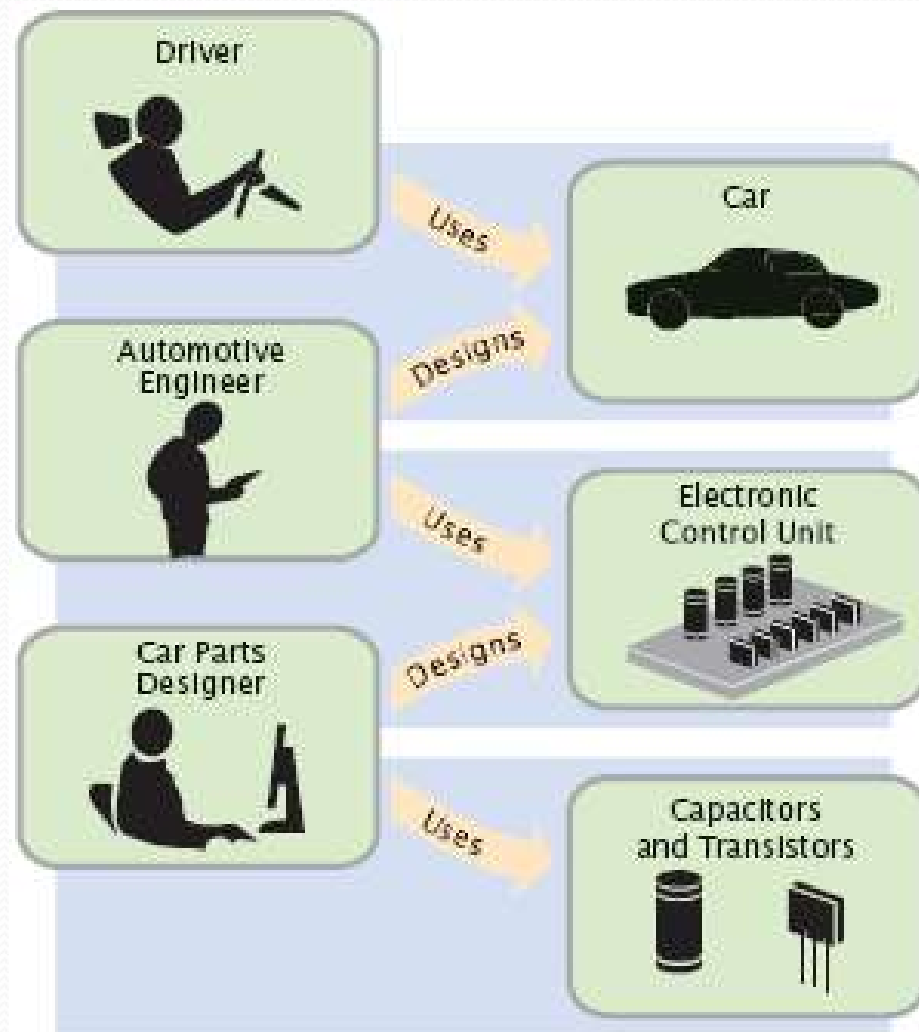 Driver
Uses
Car
Automotive
Engineer
Designs
Uses
Electronic
Control Unit
Car Parts
Designer
Designs
Uses
Capacitors
and Transistors